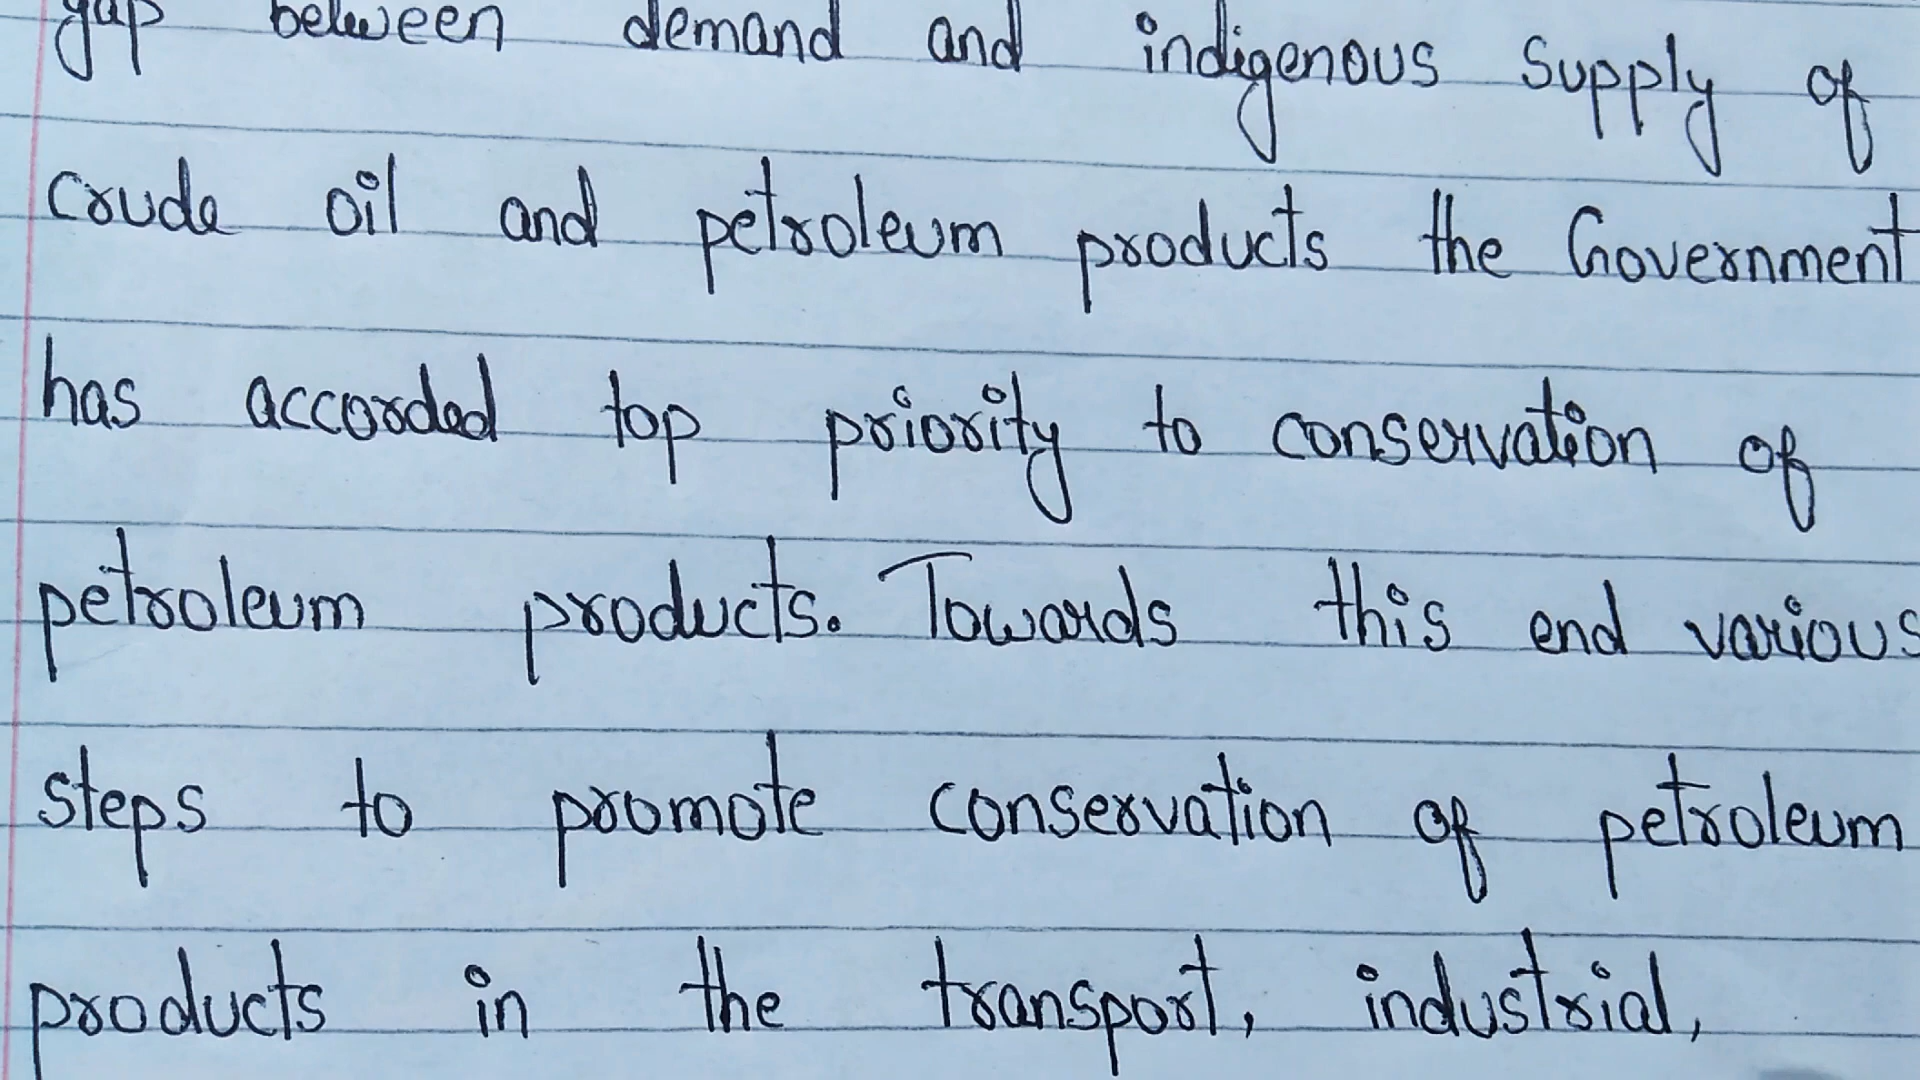 gap between demand and indigenous supply of
crude oil and petroleum products the Government
has accorded top priority to conservation of
petroleum products. Towards this end various
steps to promote conservation of petroleum
products in the transport, industrial,